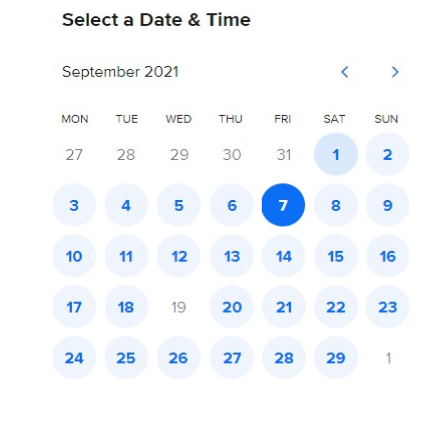 Select a Date & Time
September 2021
MON TUE WED THU FRI SAT SUN
27 28 29 30 31 1 2
3 4 5 6 7 8 9
10 11 12 13 14 15 16
17 18 19 20 21 22 23
24 25 26 27 28 29 1